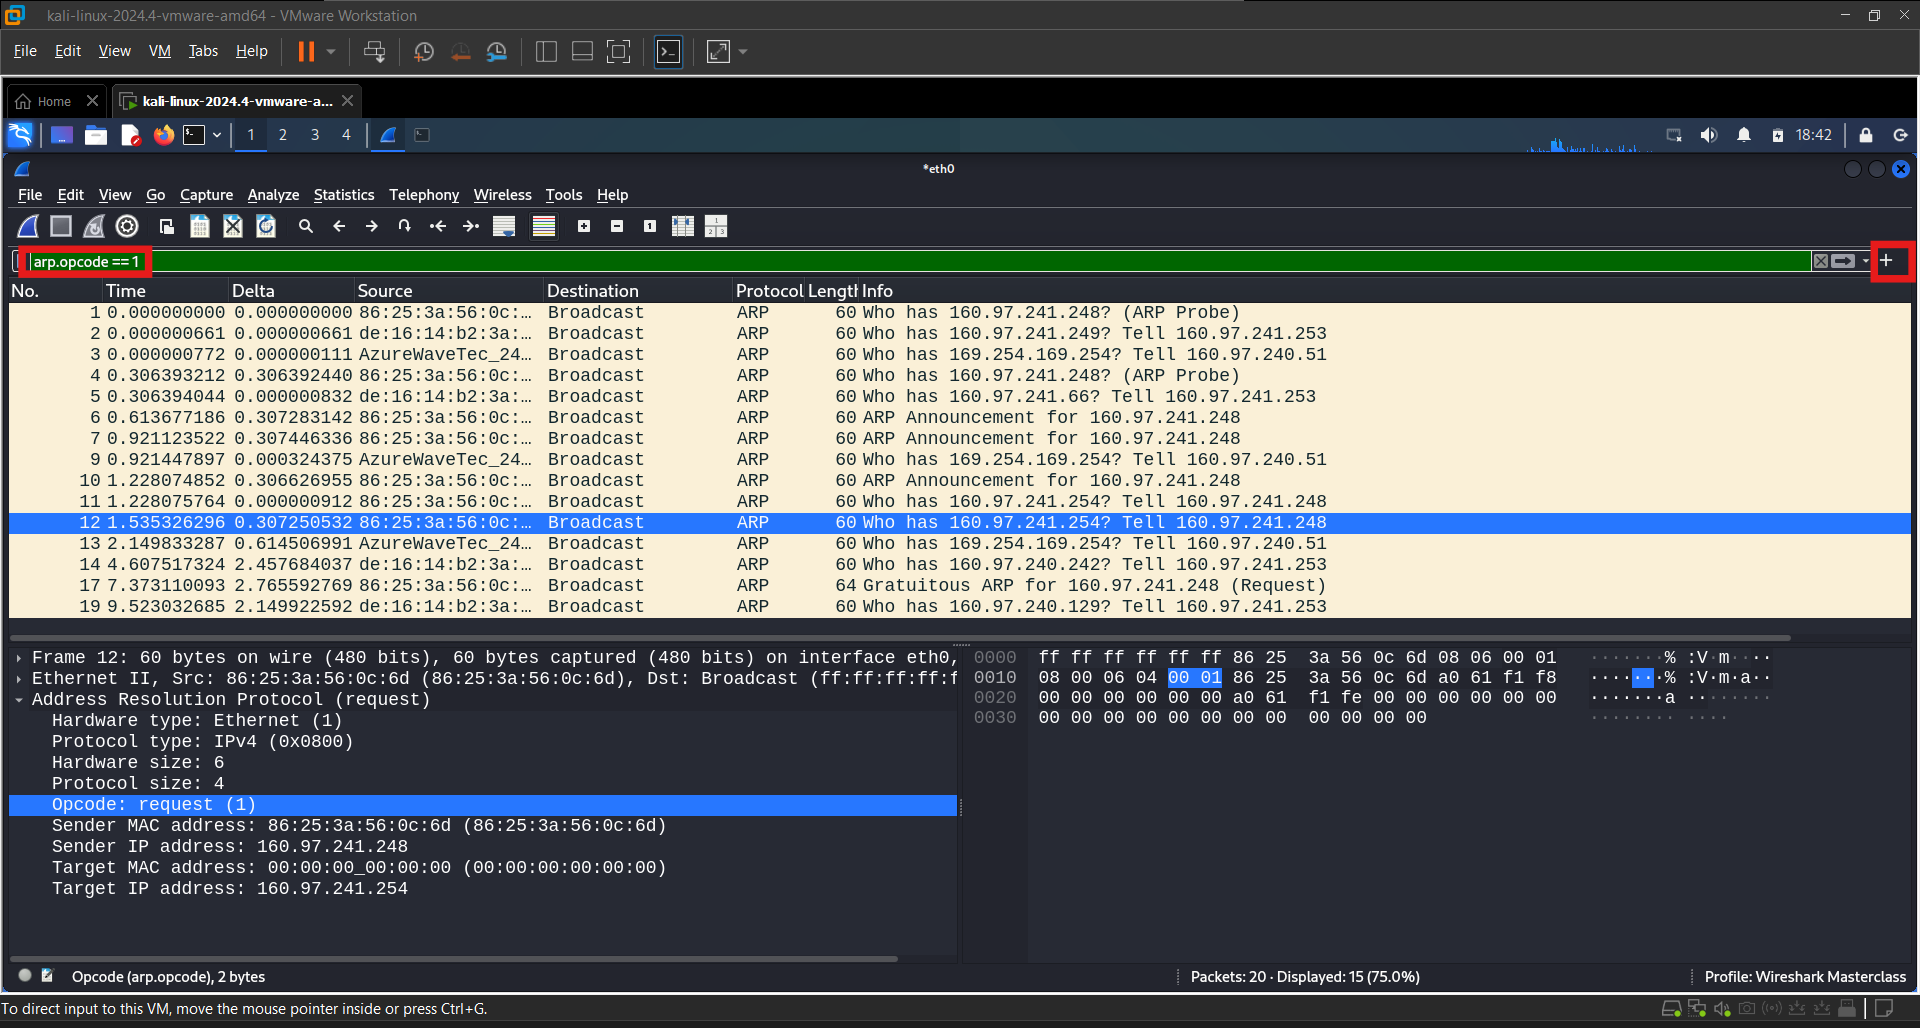 kali-linux-2024.4-vmware-amd64 - VMware Workstation
File Edit View VM Tabs Help
Home kali-linux-2024.4-vmware-a...
1 2 3 4 18:42
*eth0
File Edit View Go Capture Analyze Statistics Telephony Wireless Tools Help
arp.opcode == 1
No. Time Delta Source Destination Protocol Length Info
1 0.000000000 0.000000000 86:25:3a:56:0c:… Broadcast ARP 60 Who has 160.97.241.248? (ARP Probe)
2 0.000000661 0.000000661 de:16:14:b2:3a:… Broadcast ARP 60 Who has 160.97.241.249? Tell 160.97.241.253
3 0.000000772 0.000000111 AzureWaveTec_24… Broadcast ARP 60 Who has 169.254.169.254? Tell 160.97.240.51
4 0.306393212 0.306392440 86:25:3a:56:0c:… Broadcast ARP 60 Who has 160.97.241.248? (ARP Probe)
5 0.306394044 0.000000832 de:16:14:b2:3a:… Broadcast ARP 60 Who has 160.97.241.66? Tell 160.97.241.253
6 0.613677186 0.307283142 86:25:3a:56:0c:… Broadcast ARP 60 ARP Announcement for 160.97.241.248
7 0.921123522 0.307446336 86:25:3a:56:0c:… Broadcast ARP 60 ARP Announcement for 160.97.241.248
9 0.921447897 0.000324375 AzureWaveTec_24… Broadcast ARP 60 Who has 169.254.169.254? Tell 160.97.240.51
10 1.228074852 0.306626955 86:25:3a:56:0c:… Broadcast ARP 60 ARP Announcement for 160.97.241.248
11 1.228075764 0.000000912 86:25:3a:56:0c:… Broadcast ARP 60 Who has 160.97.241.254? Tell 160.97.241.248
12 1.535326296 0.307250532 86:25:3a:56:0c:… Broadcast ARP 60 Who has 160.97.241.254? Tell 160.97.241.248
13 2.149833287 0.614506991 AzureWaveTec_24… Broadcast ARP 60 Who has 169.254.169.254? Tell 160.97.240.51
14 4.607517324 2.457684037 de:16:14:b2:3a:… Broadcast ARP 60 Who has 160.97.240.242? Tell 160.97.241.253
17 7.373110093 2.765592769 86:25:3a:56:0c:… Broadcast ARP 64 Gratuitous ARP for 160.97.241.248 (Request)
19 9.523032685 2.149922592 de:16:14:b2:3a:… Broadcast ARP 60 Who has 160.97.240.129? Tell 160.97.241.253
Frame 12: 60 bytes on wire (480 bits), 60 bytes captured (480 bits) on interface eth0,
Ethernet II, Src: 86:25:3a:56:0c:6d (86:25:3a:56:0c:6d), Dst: Broadcast (ff:ff:ff:ff:f
Address Resolution Protocol (request)
Hardware type: Ethernet (1)
Protocol type: IPv4 (0x0800)
Hardware size: 6
Protocol size: 4
Opcode: request (1)
Sender MAC address: 86:25:3a:56:0c:6d (86:25:3a:56:0c:6d)
Sender IP address: 160.97.241.248
Target MAC address: 00:00:00_00:00:00 (00:00:00:00:00:00)
Target IP address: 160.97.241.254
0000 ff ff ff ff ff ff 86 25 3a 56 0c 6d 08 06 00 01 ·······% :V·m····
0010 08 00 06 04 00 01 86 25 3a 56 0c 6d a0 61 f1 f8 ·······% :V·m·a··
0020 00 00 00 00 00 00 a0 61 f1 fe 00 00 00 00 00 00 ·······a ········
0030 00 00 00 00 00 00 00 00 00 00 00 00 ········ ····
Opcode (arp.opcode), 2 bytes Packets: 20 · Displayed: 15 (75.0%) Profile: Wireshark Masterclass
To direct input to this VM, move the mouse pointer inside or press Ctrl+G.